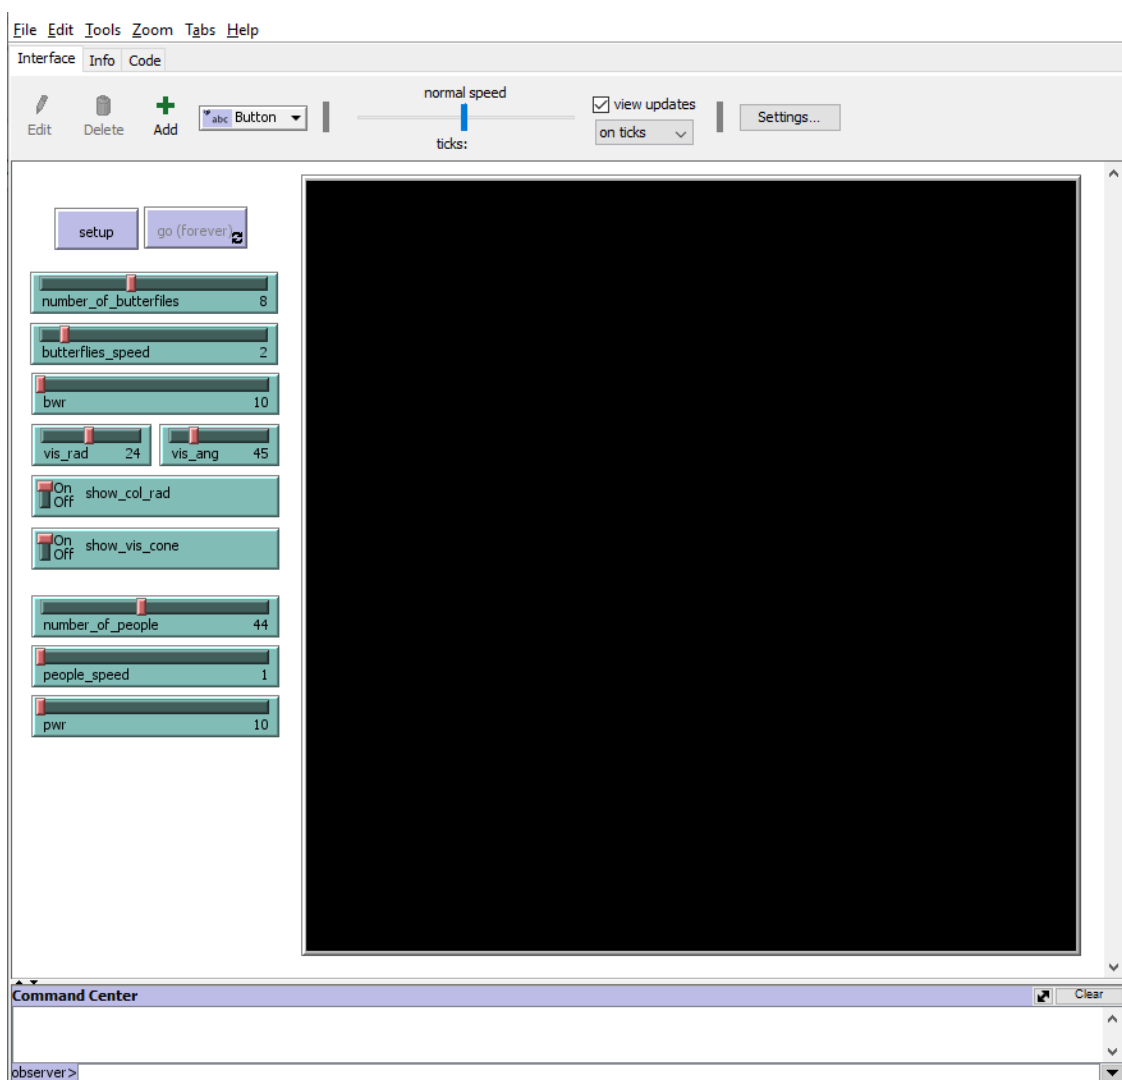 File Edit Tools Zoom Tabs Help
Interface Info Code
normal speed
view updates
Edit Delete Add abc Button
on ticks
Settings...
ticks:
setup go (forever)
number_of_butterfiles 8
butterflies_speed 2
bwr 10
vis_rad 24 vis_ang 45
On
Off show_col_rad
On
Off show_vis_cone
number_of_people 44
people_speed 1
pwr 10
Command Center Clear
observer>